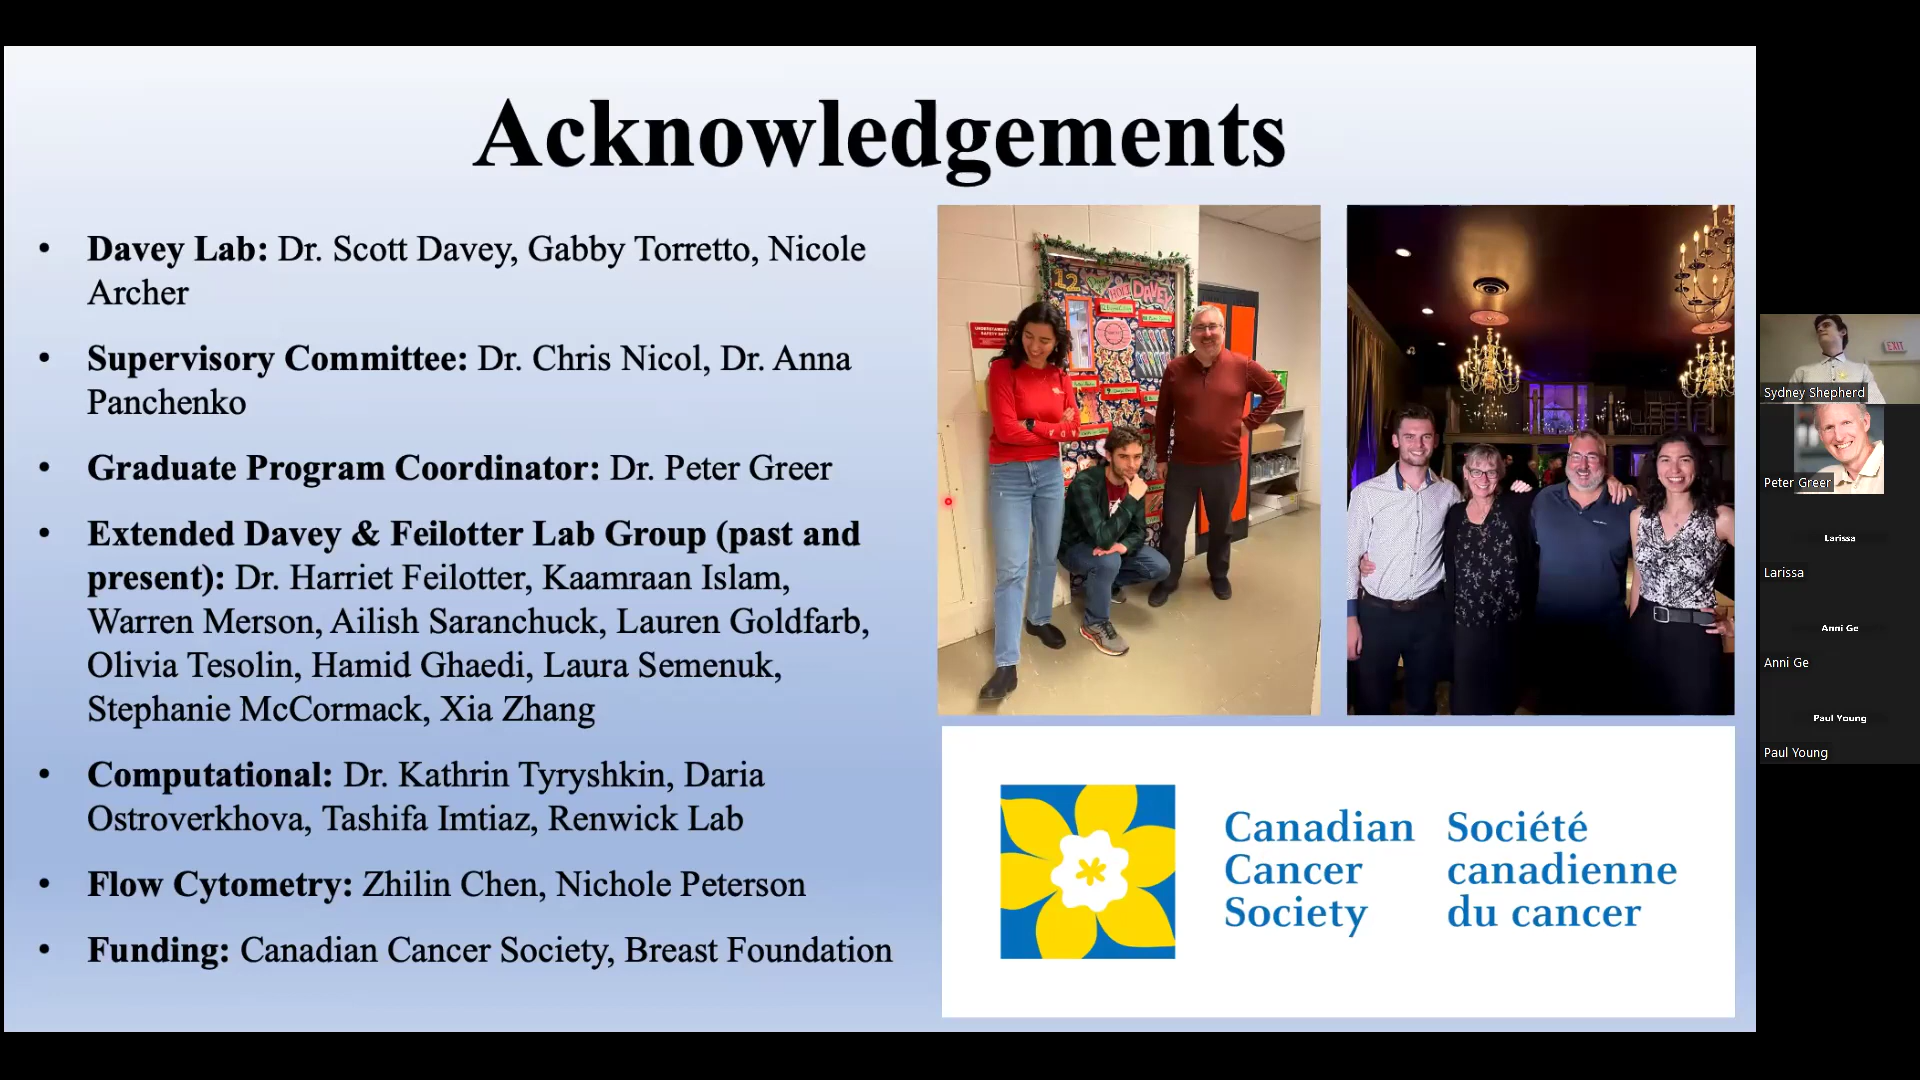 Acknowledgements
• Davey Lab: Dr. Scott Davey, Gabby Torretto, Nicole
Archer
• Supervisory Committee: Dr. Chris Nicol, Dr. Anna
Panchenko
• Graduate Program Coordinator: Dr. Peter Greer
• Extended Davey & Feilotter Lab Group (past and
present): Dr. Harriet Feilotter, Kaamraan Islam,
Warren Merson, Ailish Saranchuck, Lauren Goldfarb,
Olivia Tesolin, Hamid Ghaedi, Laura Semenuk,
Stephanie McCormack, Xia Zhang
• Computational: Dr. Kathrin Tyryshkin, Daria
Ostroverkhova, Tashifa Imtiaz, Renwick Lab
• Flow Cytometry: Zhilin Chen, Nichole Peterson
• Funding: Canadian Cancer Society, Breast Foundation
12
DAVEY
Canadian
Cancer
Society
Société
canadienne
du cancer
EXIT
Sydney Shepherd
Peter Greer
Larissa
Larissa
Anni Ge
Anni Ge
Paul Young
Paul Young